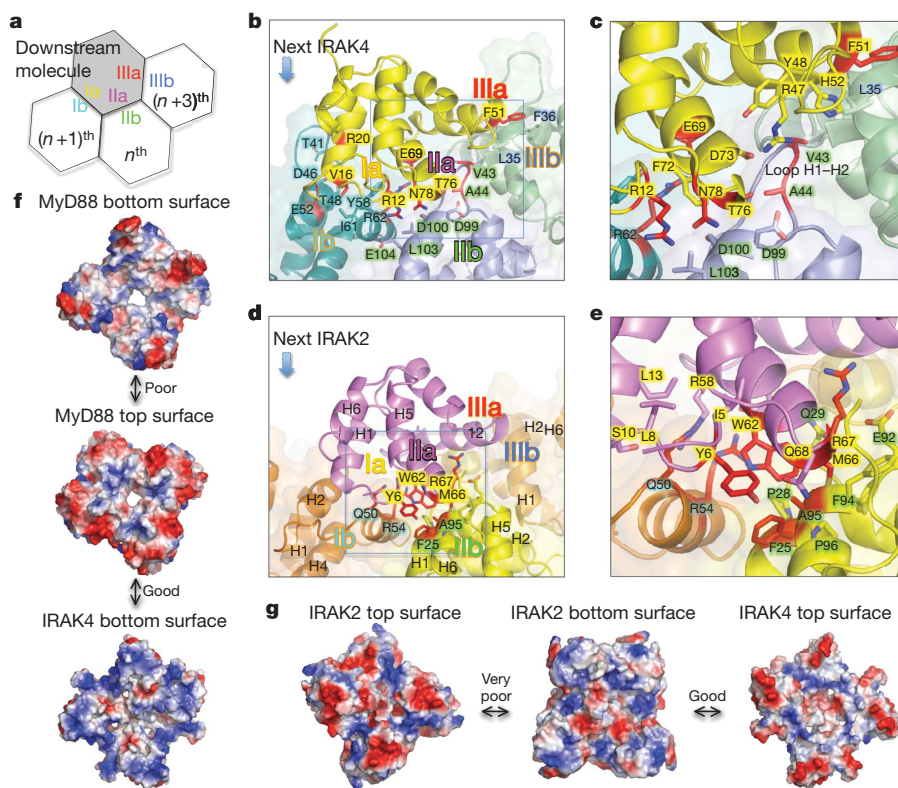 a
Downstream
molecule
IIIa
IIIb
Ia
IIa
Ib
IIb
(n +3)th
(n+1)th
nth
b
Next IRAK4
IIIa
F51
F36
T41
R20
L35
IIIb
Ia
E69
IIa
D46
V16
V43
T76
A44
E52
T48
Y58
R12
N78
I61
R62
D100
D99
Ib
L103
E104
IIb
c
F51
Y48
H52
R47
L35
E69
F72
D73
V43
Loop H1–H2
R12
N78
A44
T76
R62
D100
D99
L103
f
MyD88 bottom surface
Poor
MyD88 top surface
Good
IRAK4 bottom surface
d
Next IRAK2
IIIa
H6
H5
H2
H6
H1
IIa
12
IIIb
Ia
W62
H2
Y6
R67
M66
H1
Q50
R54
A95
Ib
F25
IIb
H5
H1
H2
H4
H1
H6
e
L13
R58
I5
W62
Q29
E92
S10
L8
Y6
Q68
R67
M66
Q50
P28
F94
R54
A95
F25
P96
g
IRAK2 top surface
IRAK2 bottom surface
IRAK4 top surface
Very
poor
Good